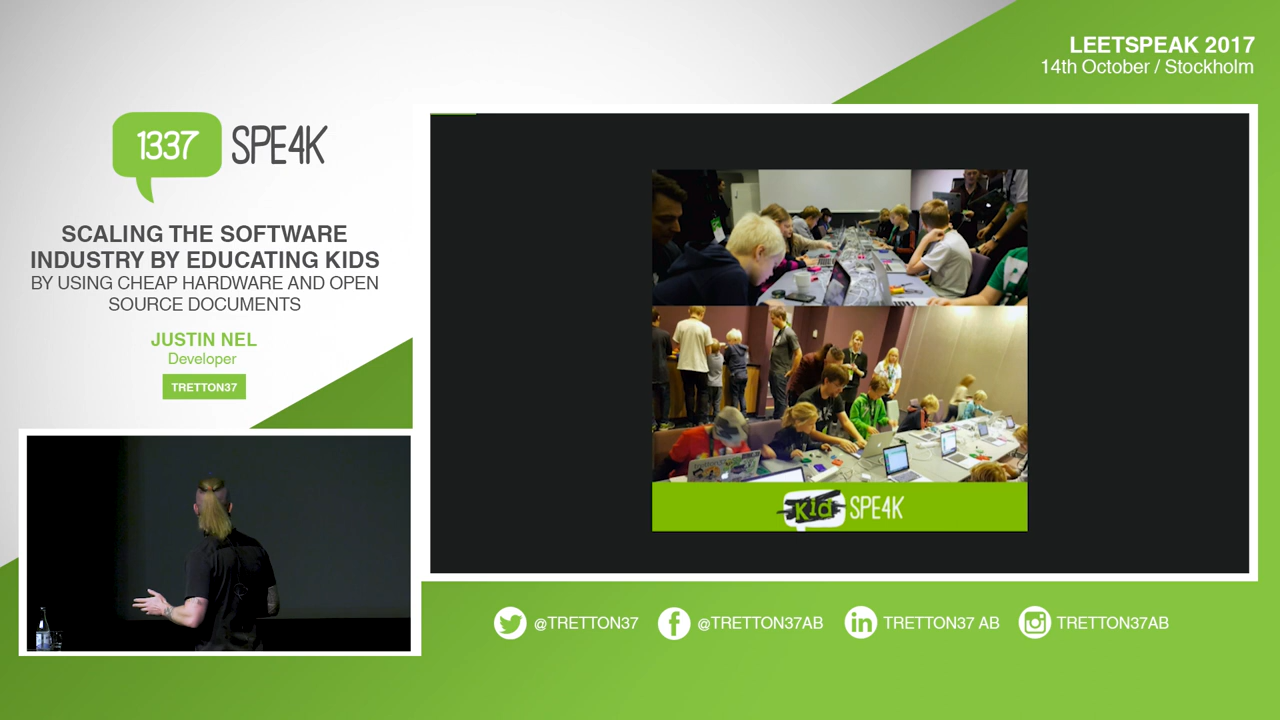 LEETSPEAK 2017
14th October / Stockholm
1337 SPE4K
SCALING THE SOFTWARE
INDUSTRY BY EDUCATING KIDS
BY USING CHEAP HARDWARE AND OPEN
SOURCE DOCUMENTS
JUSTIN NEL
Developer
TRETTON37
Kid SPE4K
@TRETTON37
@TRETTON37AB
TRETTON37 AB
TRETTON37AB